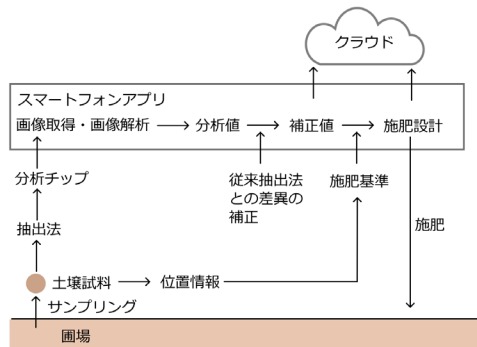 クラウド
スマートフォンアプリ
画像取得・画像解析
分析値
補正値
施肥設計
分析チップ
従来抽出法
との差異の
補正
施肥基準
抽出法
施肥
土壌試料
位置情報
サンプリング
圃場